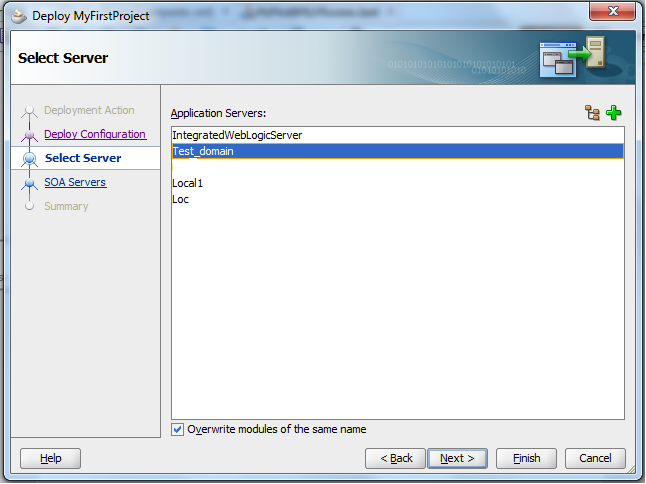 Deploy MyFirstProject
Select Server
Deployment Action
Deploy Configuration
Select Server
SOA Servers
Summary
Application Servers:
IntegratedWebLogicServer
Test_domain
Local1
Loc
Overwrite modules of the same name
Help
< Back
Next >
Finish
Cancel